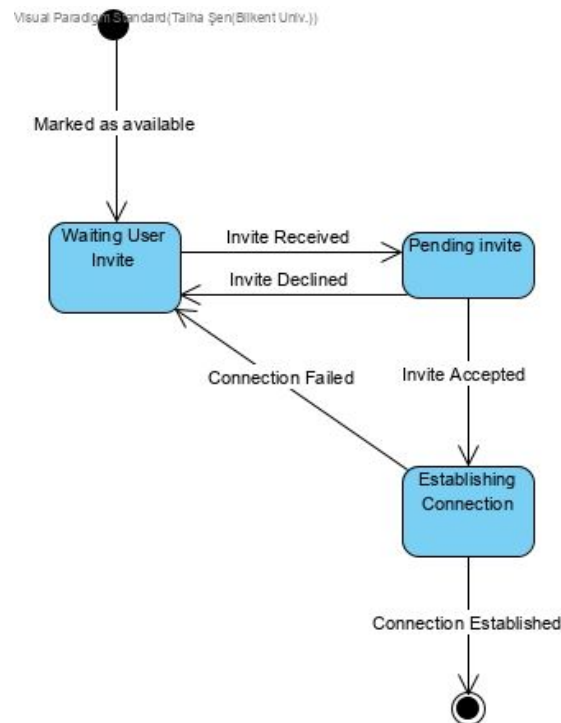 Visual Paradigm Standard(Talha Şen(Bilkent Univ.))
Marked as available
Waiting User
Invite
Invite Received
Pending invite
Invite Declined
Connection Failed
Invite Accepted
Establishing
Connection
Connection Established